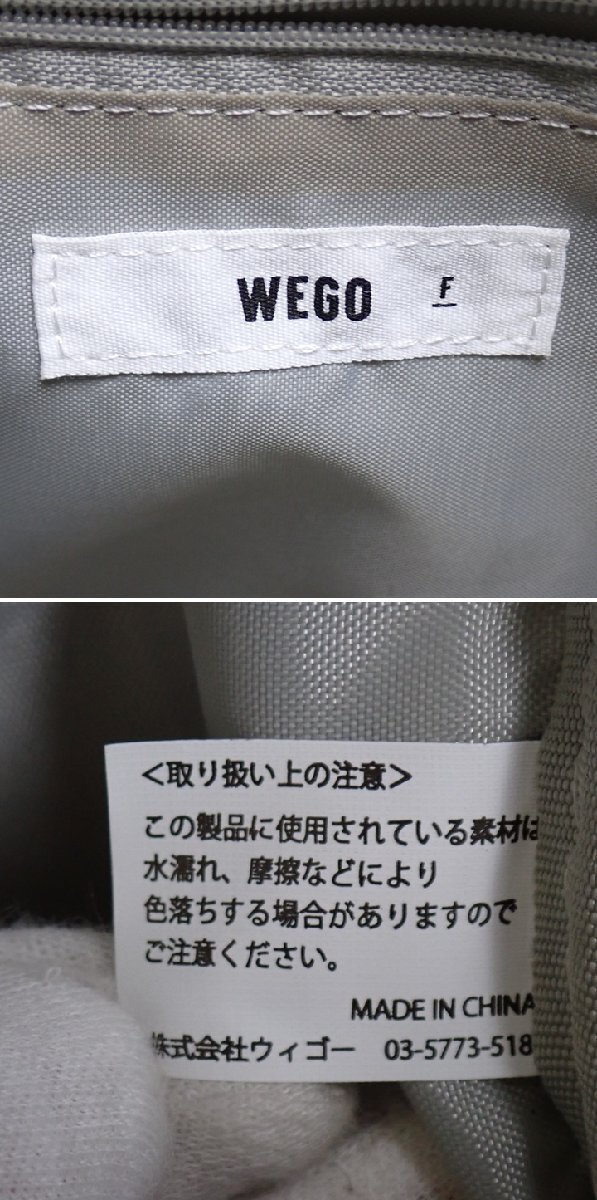 WEGO F
＜取り扱い上の注意＞
この製品に使用されている素材は
水濡れ、摩擦などにより
色落ちする場合がありますので
ご注意ください。
MADE IN CHINA
株式会社ウィゴー 03-5773-518